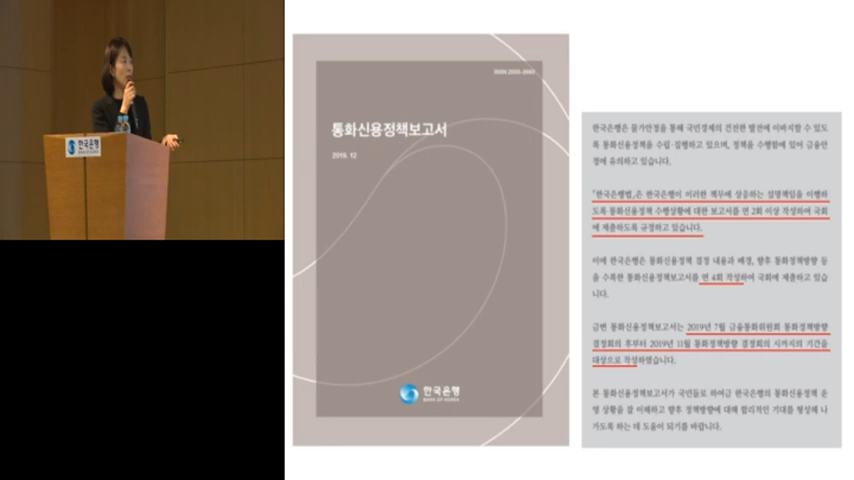 한국은행
ISSN 2005-
통화신용정책보고서
2019. 12
한국은행
BANK OF KOREA
한국은행은 물가안정을 통해 국민경제의 건전한 발전에 이바지할 수 있도
록 통화신용정책을 수립·집행하고 있으며, 정책을 수행함에 있어 금융안
정에 유의하고 있습니다.
「한국은행법」은 한국은행이 이러한 책무에 상응하는 설명책임을 이행하
도록 통화신용정책 수행상황에 대한 보고서를 연 2회 이상 작성하여 국회
에 제출하도록 규정하고 있습니다.
이에 한국은행은 통화신용정책 결정 내용과 배경, 향후 통화정책방향 등
을 수록한 통화신용정책보고서를 연 4회 작성하여 국회에 제출하고 있습
니다.
금번 통화신용정책보고서는 2019년 7월 금융통화위원회 통화정책방향
결정회의 후부터 2019년 11월 통화정책방향 결정회의 시까지의 기간을
대상으로 작성하였습니다.
본 통화신용정책보고서가 국민들로 하여금 한국은행의 통화신용정책 운
영 상황을 잘 이해하고 향후 정책방향에 대해 합리적인 기대를 형성해 나
가도록 하는 데 도움이 되기를 바랍니다.